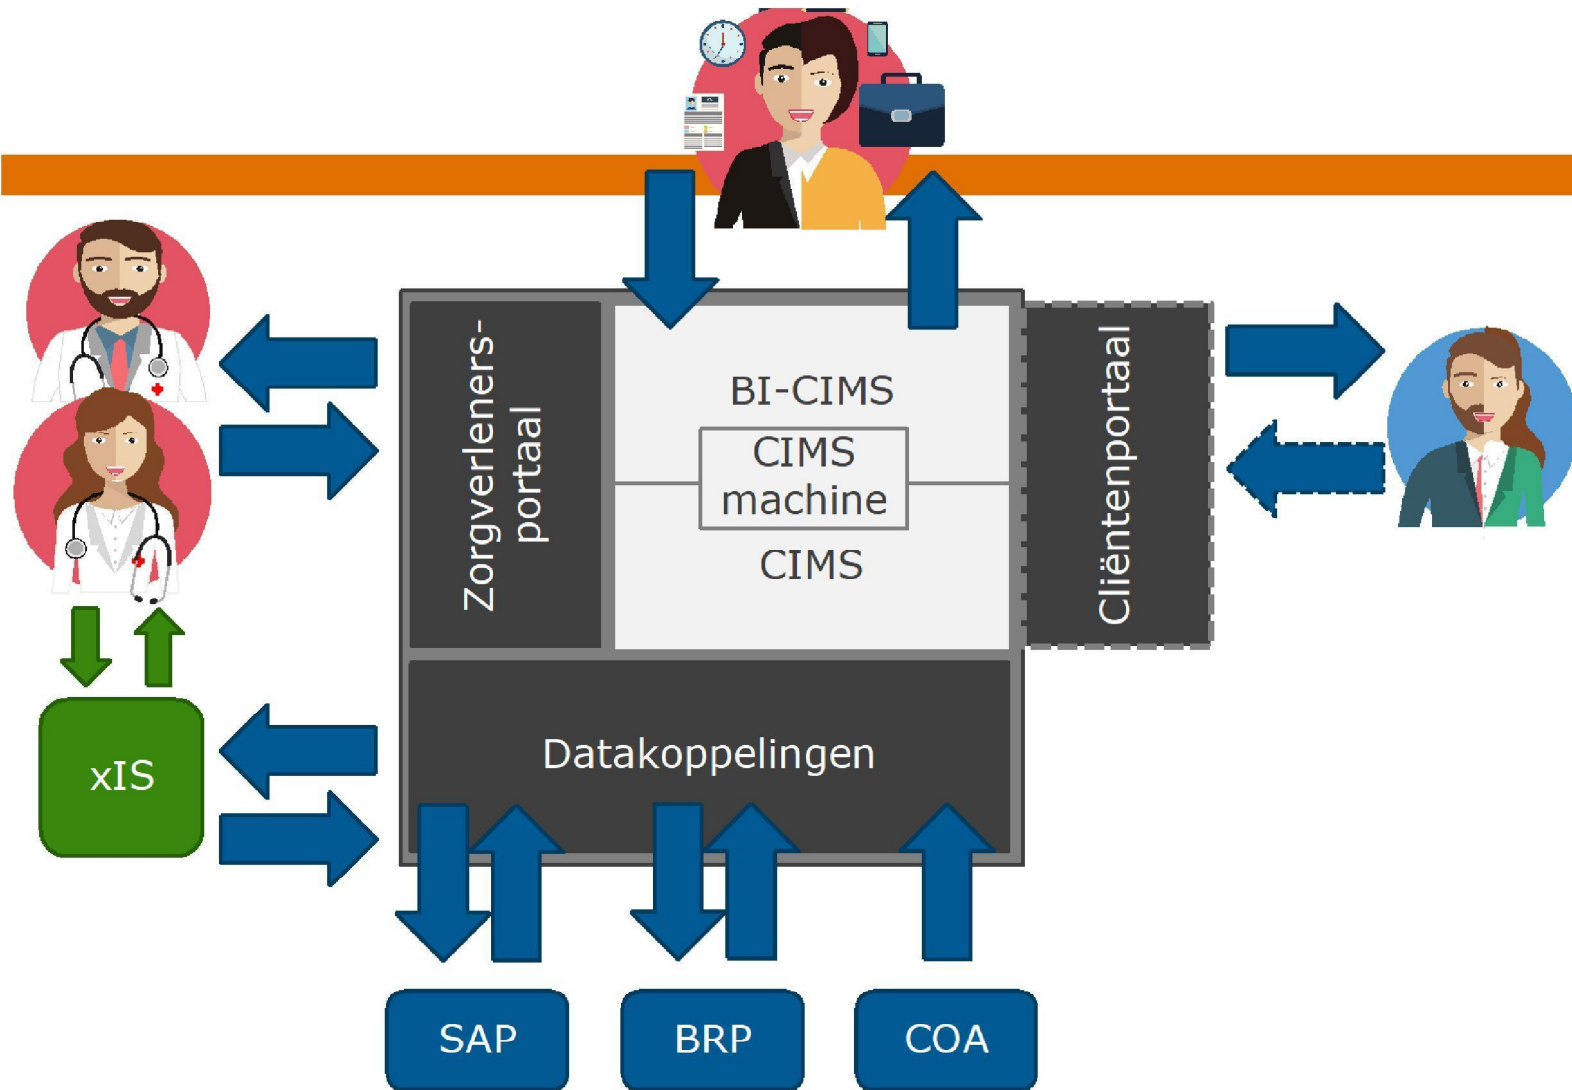 Zorgverleners-
portaal
BI-CIMS
CIMS
machine
CIMS
Cliëntenportaal
Datakoppelingen
xIS
SAP
BRP
COA